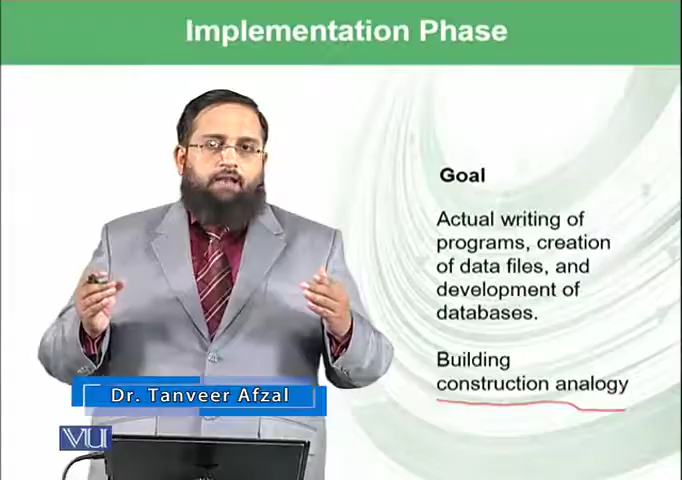 Implementation Phase
Goal
Actual writing of
programs, creation
of data files, and
development of
databases.
Building
construction analogy
Dr. Tanveer Afzal
VU